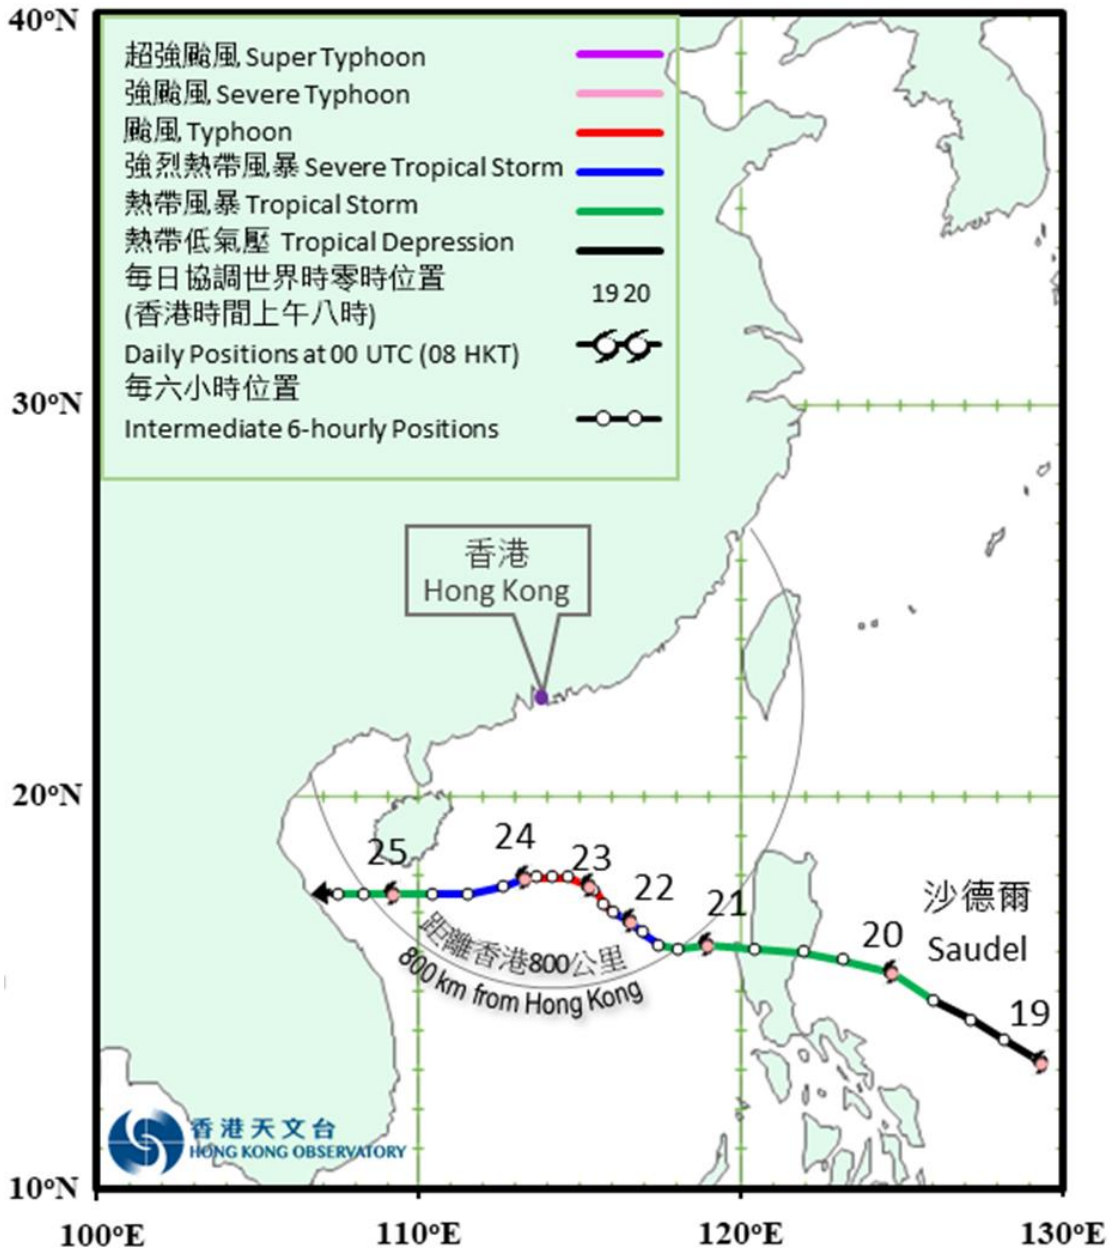 40°N
超強颱風 Super Typhoon
強颱風 Severe Typhoon
颱風 Typhoon
強烈熱帶風暴 Severe Tropical Storm
熱帶風暴 Tropical Storm
熱帶低氣壓 Tropical Depression
每日協調世界時零時位置
(香港時間上午八時)
19 20
Daily Positions at 00 UTC (08 HKT)
每六小時位置
Intermediate 6-hourly Positions
30°N
香港
Hong Kong
20°N
24
25
23
22
21
20
19
沙德爾
Saudel
距離香港800公里
800 km from Hong Kong
香港天文台
HONG KONG OBSERVATORY
10°N
100°E
110°E
120°E
130°E